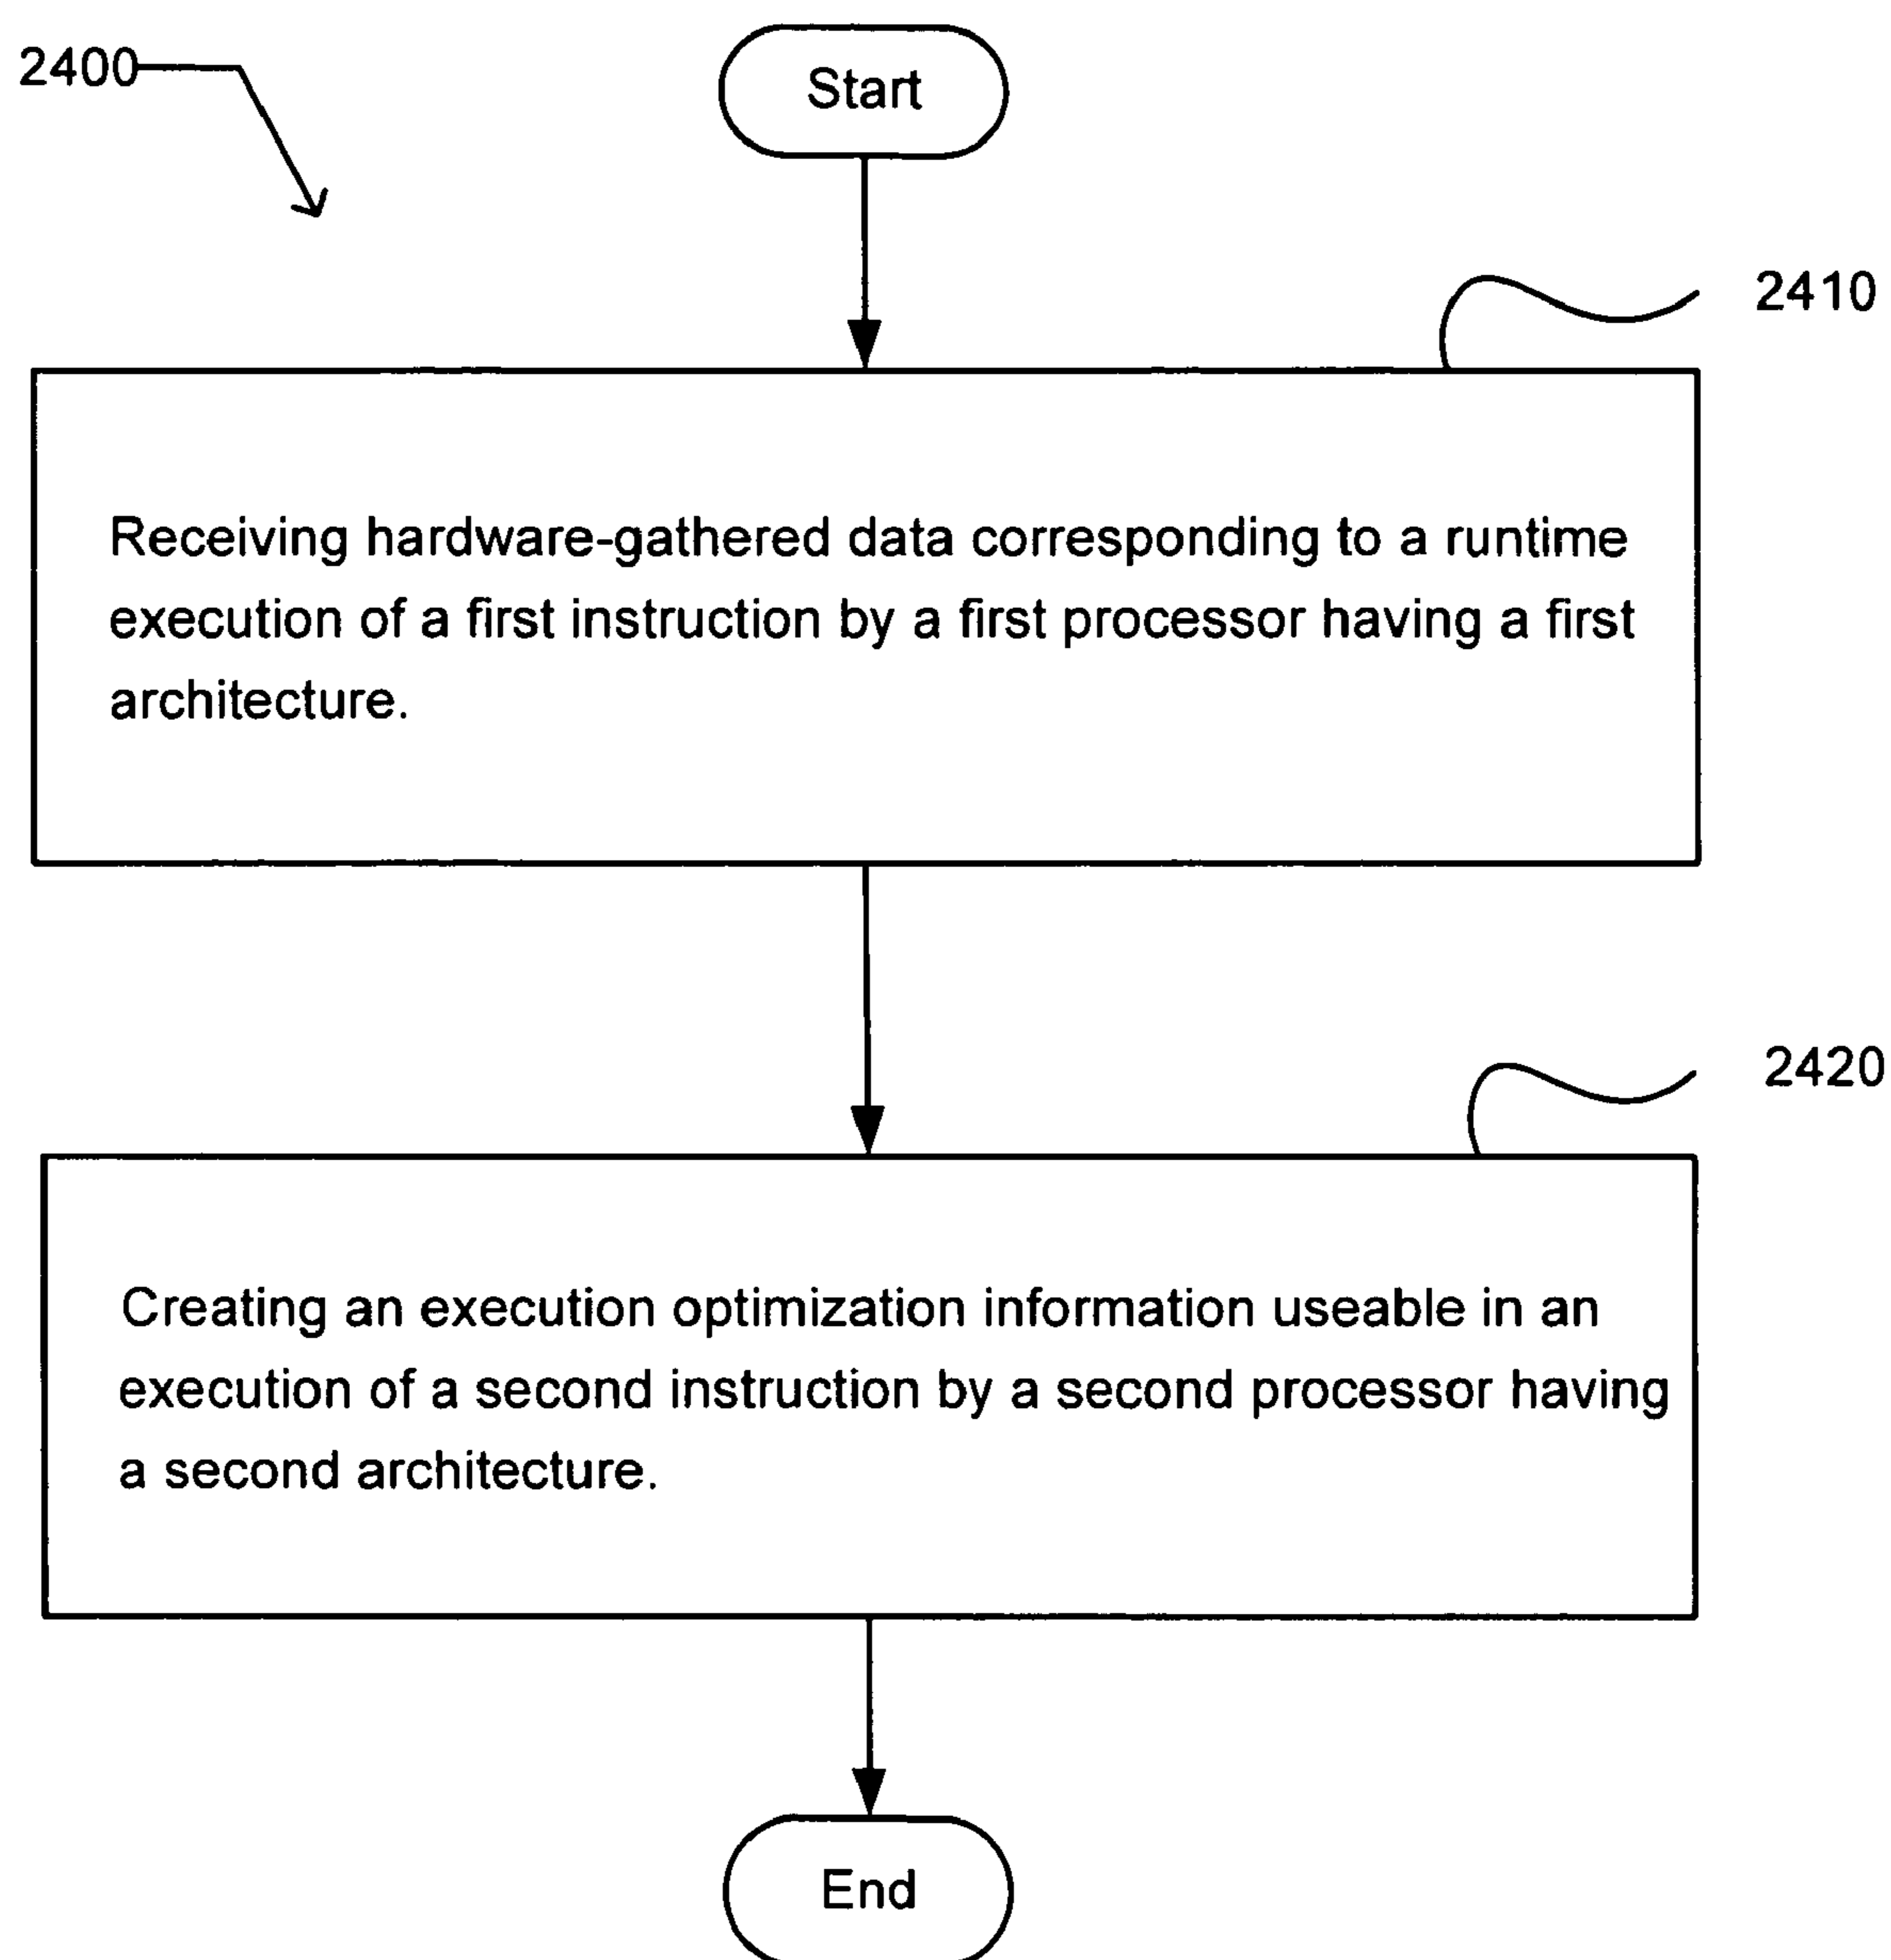 2400
Start
2410
Receiving hardware-gathered data corresponding to a runtime
execution of a first instruction by a first processor having a first
architecture.
2420
Creating an execution optimization information useable in an
execution of a second instruction by a second processor having
a second architecture.
End